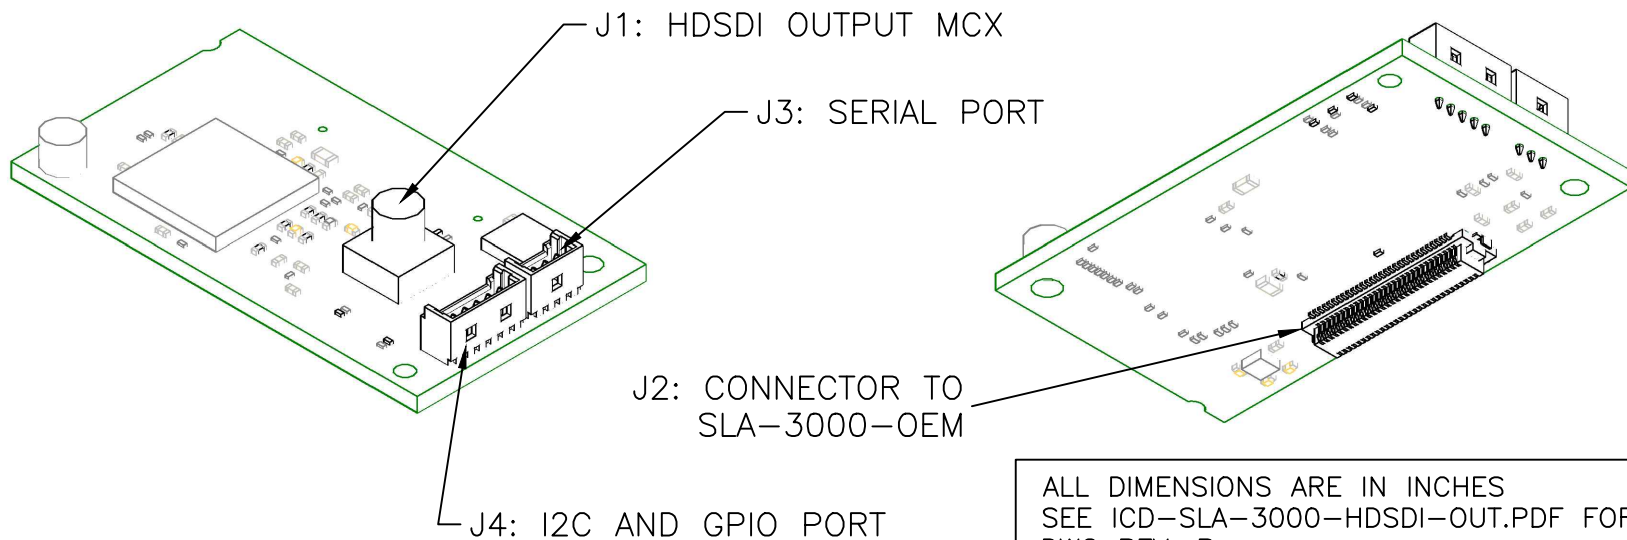 J1: HDSDI OUTPUT MCX
J3: SERIAL PORT
J2: CONNECTOR TO
SLA-3000-OEM
J4: I2C AND GPIO PORT
ALL DIMENSIONS ARE IN INCHES
SEE ICD-SLA-3000-HDSDI-OUT.PDF FOR